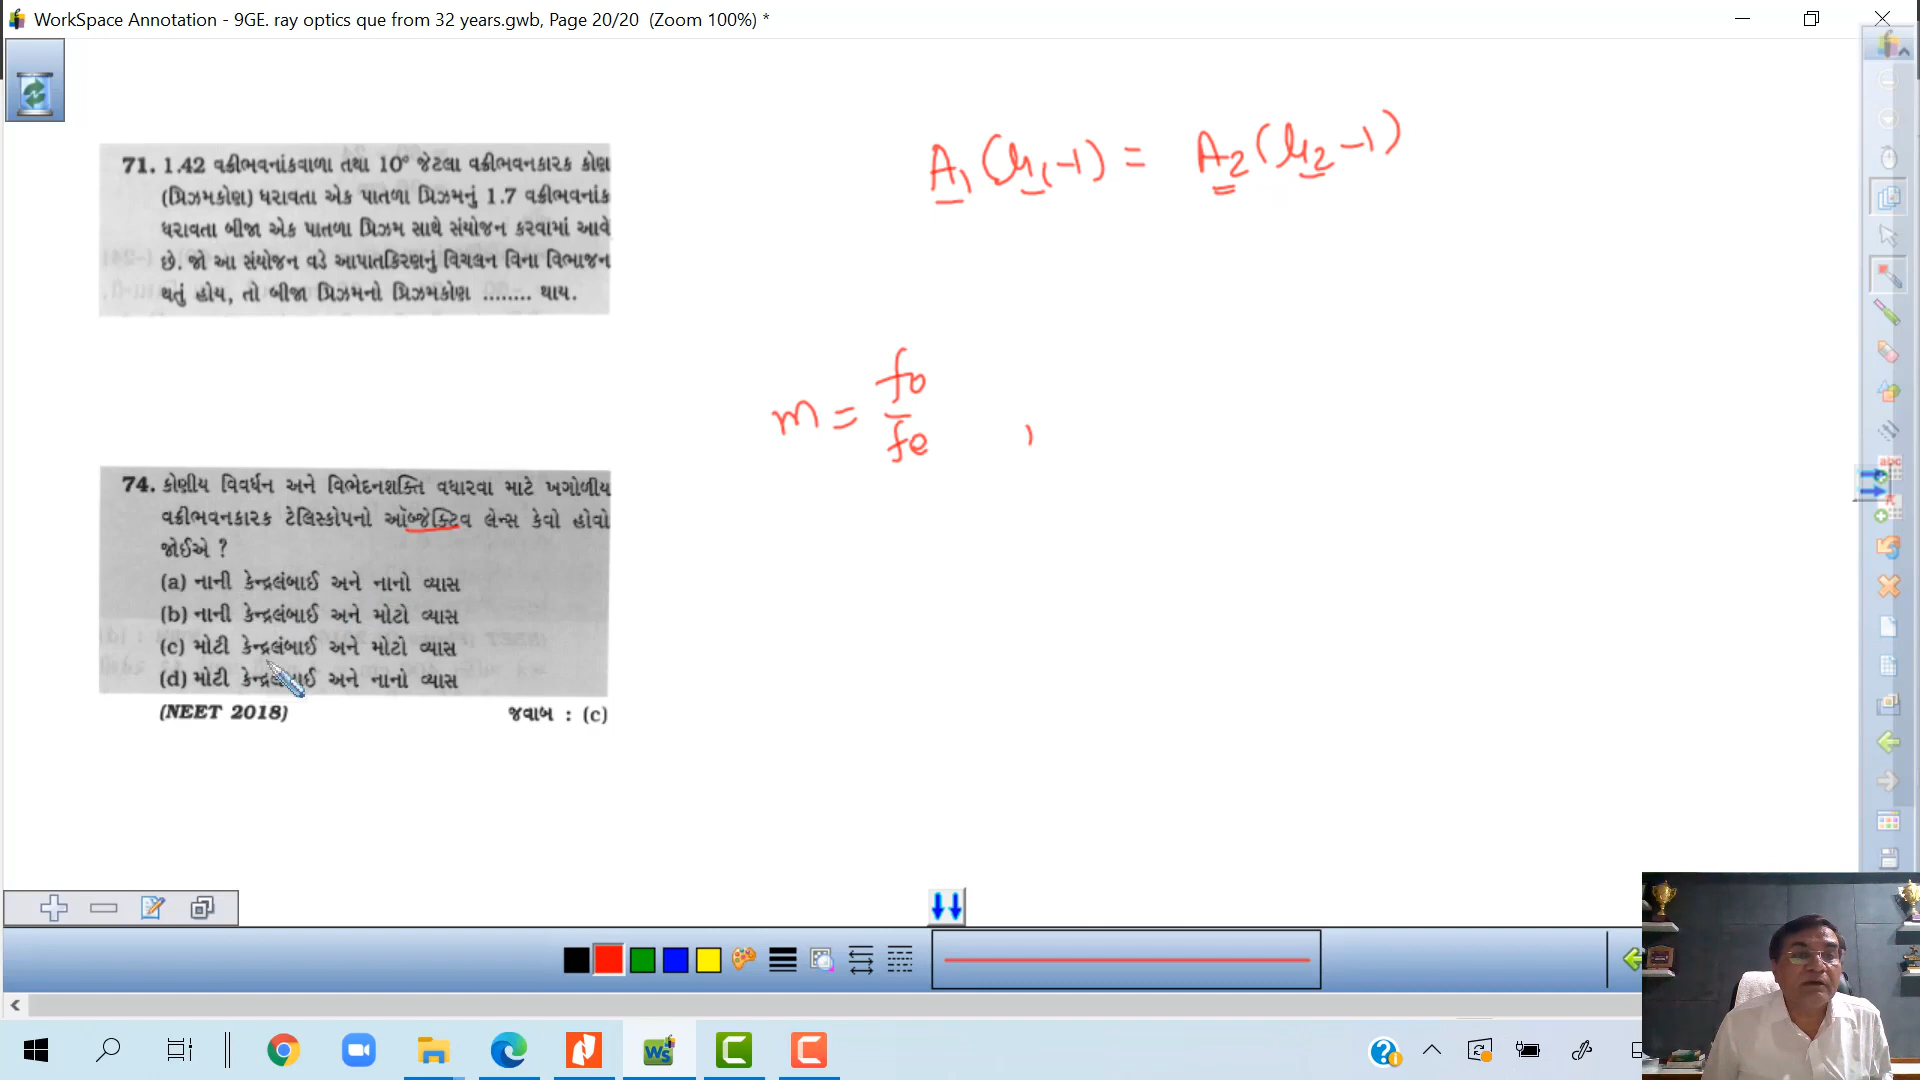 WorkSpace Annotation - 9GE. ray optics que from 32 years.gwb, Page 20/20 (Zoom 100%) *
71. 1.42 વક્રીભવનાંકવાળા તથા 10° જેટલા વક્રીભવનકારક કોણ
(પ્રિઝમકોણ) ધરાવતા એક પાતળા પ્રિઝમનું 1.7 વક્રીભવનાંક
ધરાવતા બીજા એક પાતળા પ્રિઝમ સાથે સંયોજન કરવામાં આવે
છે. જો આ સંયોજન વડે આપાતકિરણનું વિચલન વિના વિભાજન
થતું હોય, તો બીજા પ્રિઝમનો પ્રિઝમકોણ ........ થાય.
A₁(μ₁-1) = A₂(μ₂-1)
m = fo/fe ,
74. કોણીય વિવર્ધન અને વિભેદનશક્તિ વધારવા માટે ખગોળીય
વક્રીભવનકારક ટેલિસ્કોપનો ઑબ્જેક્ટિવ લેન્સ કેવો હોવો
જોઈએ ?
(a) નાની કેન્દ્રલંબાઈ અને નાનો વ્યાસ
(b) નાની કેન્દ્રલંબાઈ અને મોટો વ્યાસ
(c) મોટી કેન્દ્રલંબાઈ અને મોટો વ્યાસ
(d) મોટી કેન્દ્રલંબાઈ અને નાનો વ્યાસ
(NEET 2018) જવાબ : (c)